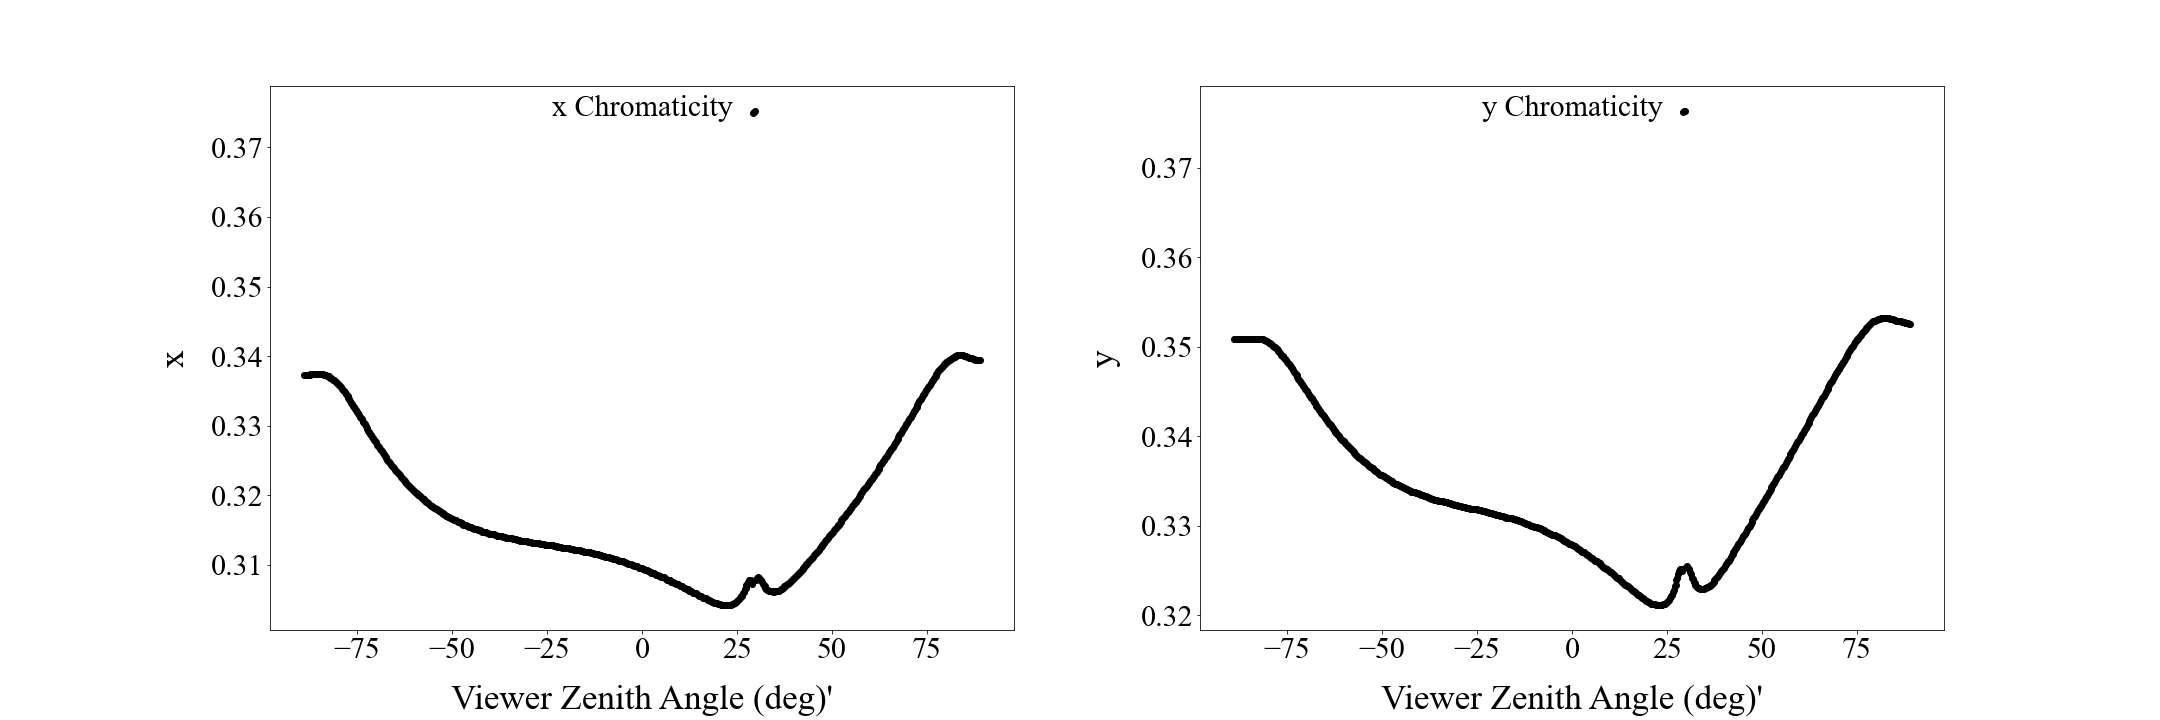 x Chromaticity
0.37
0.36
0.35
0.34
0.33
0.32
0.31
x
−75 −50 −25 0 25 50 75
Viewer Zenith Angle (deg)'
y Chromaticity
0.37
0.36
0.35
0.34
0.33
0.32
y
−75 −50 −25 0 25 50 75
Viewer Zenith Angle (deg)'